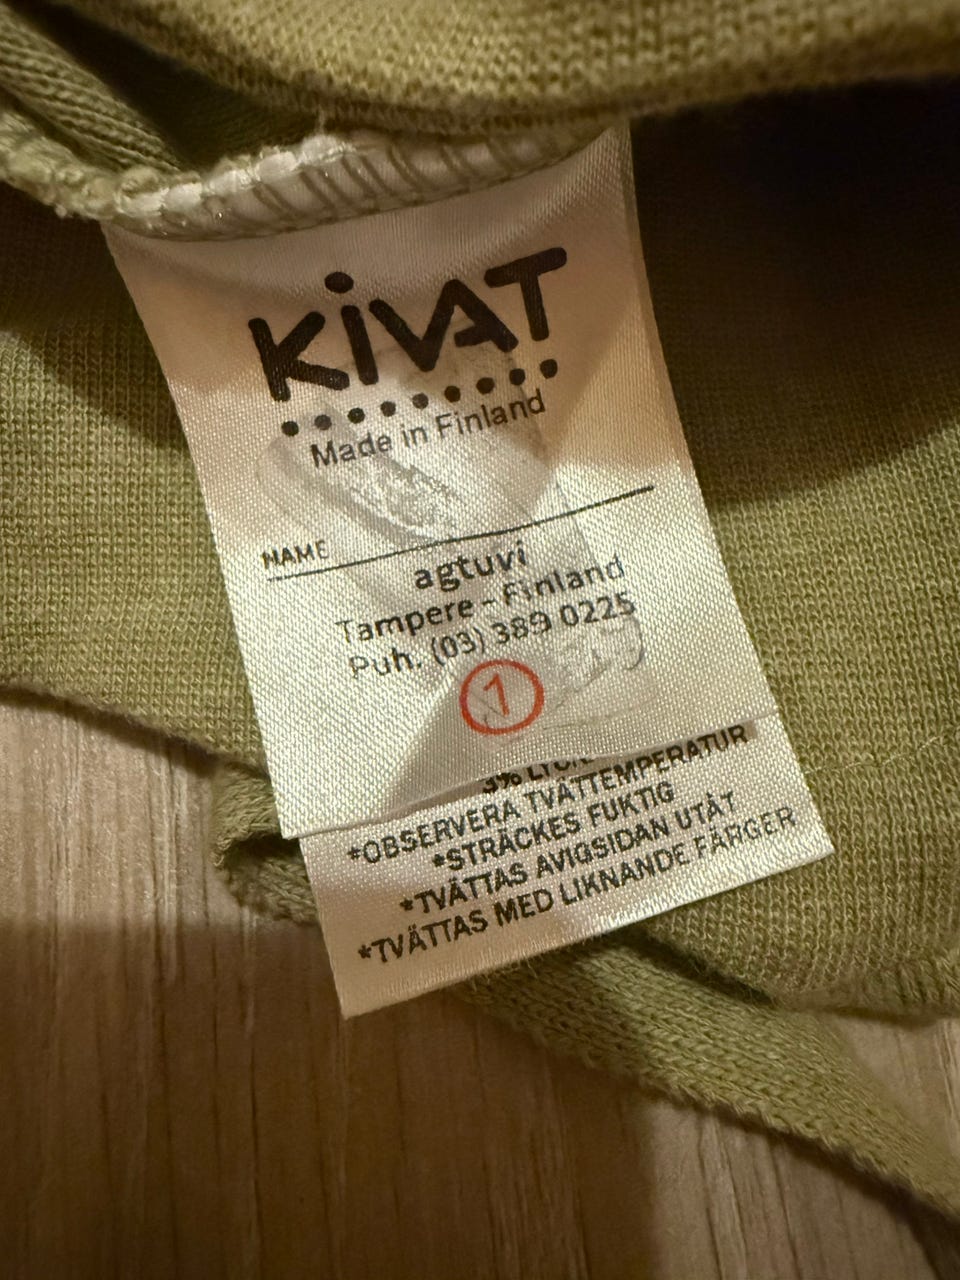 KiVAT
Made in Finland
NAME
agtuvi
Tampere - Finland
Puh. (03) 389 0225
1
3%
*OBSERVERA TVÄTTEMPERATUR
*STRÄCKES FUKTIG
*TVÄTTAS AVIGSIDAN UTÅT
*TVÄTTAS MED LIKNANDE FÄRGER